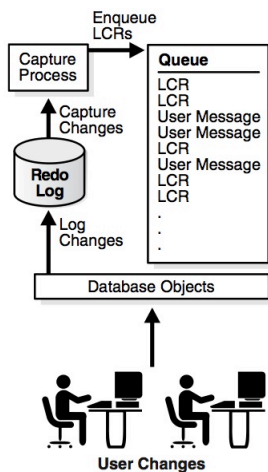 Enqueue
LCRs
Capture
Process
Queue
LCR
LCR
User Message
User Message
LCR
User Message
LCR
LCR
.
.
.
Capture
Changes
Redo
Log
Log
Changes
Database Objects
User Changes